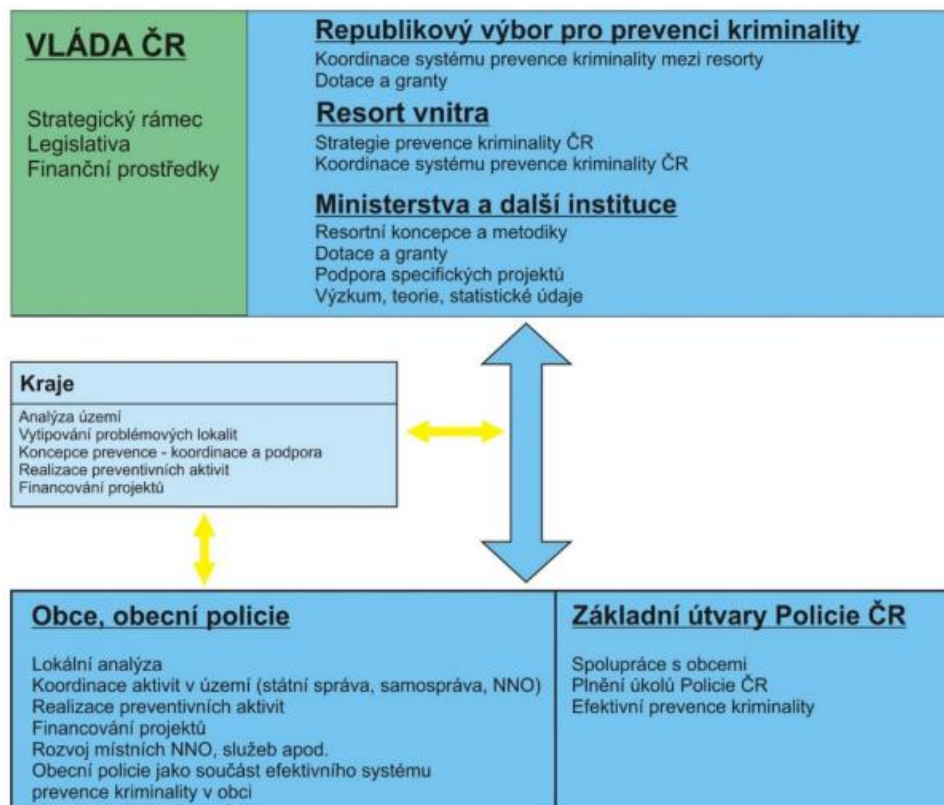 VLÁDA ČR
Strategický rámec
Legislativa
Finanční prostředky
Republikový výbor pro prevenci kriminality
Koordinace systému prevence kriminality mezi resorty
Dotace a granty
Resort vnitra
Strategie prevence kriminality ČR
Koordinace systému prevence kriminality ČR
Ministerstva a další instituce
Resortní koncepce a metodiky
Dotace a granty
Podpora specifických projektů
Výzkum, teorie, statistické údaje
Kraje
Analýza území
Vytipování problémových lokalit
Koncepce prevence - koordinace a podpora
Realizace preventivních aktivit
Financování projektů
Obce, obecní policie
Lokální analýza
Koordinace aktivit v území (státní správa, samospráva, NNO)
Realizace preventivních aktivit
Financování projektů
Rozvoj místních NNO, služeb apod.
Obecní policie jako součást efektivního systému
prevence kriminality v obci
Základní útvary Policie ČR
Spolupráce s obcemi
Plnění úkolů Policie ČR
Efektivní prevence kriminality